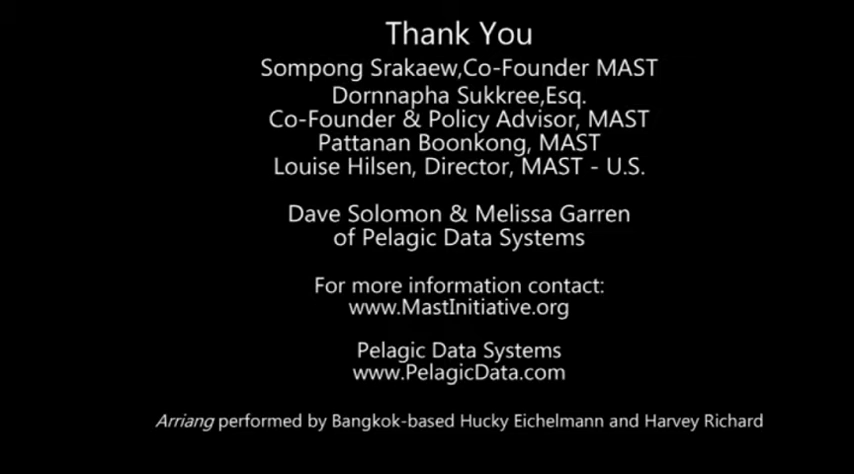 Thank You
Sompong Srakaew,Co-Founder MAST
Dornnapha Sukkree,Esq.
Co-Founder & Policy Advisor, MAST
Pattanan Boonkong, MAST
Louise Hilsen, Director, MAST - U.S.
Dave Solomon & Melissa Garren
of Pelagic Data Systems
For more information contact:
www.MastInitiative.org
Pelagic Data Systems
www.PelagicData.com
Arriang performed by Bangkok-based Hucky Eichelmann and Harvey Richard